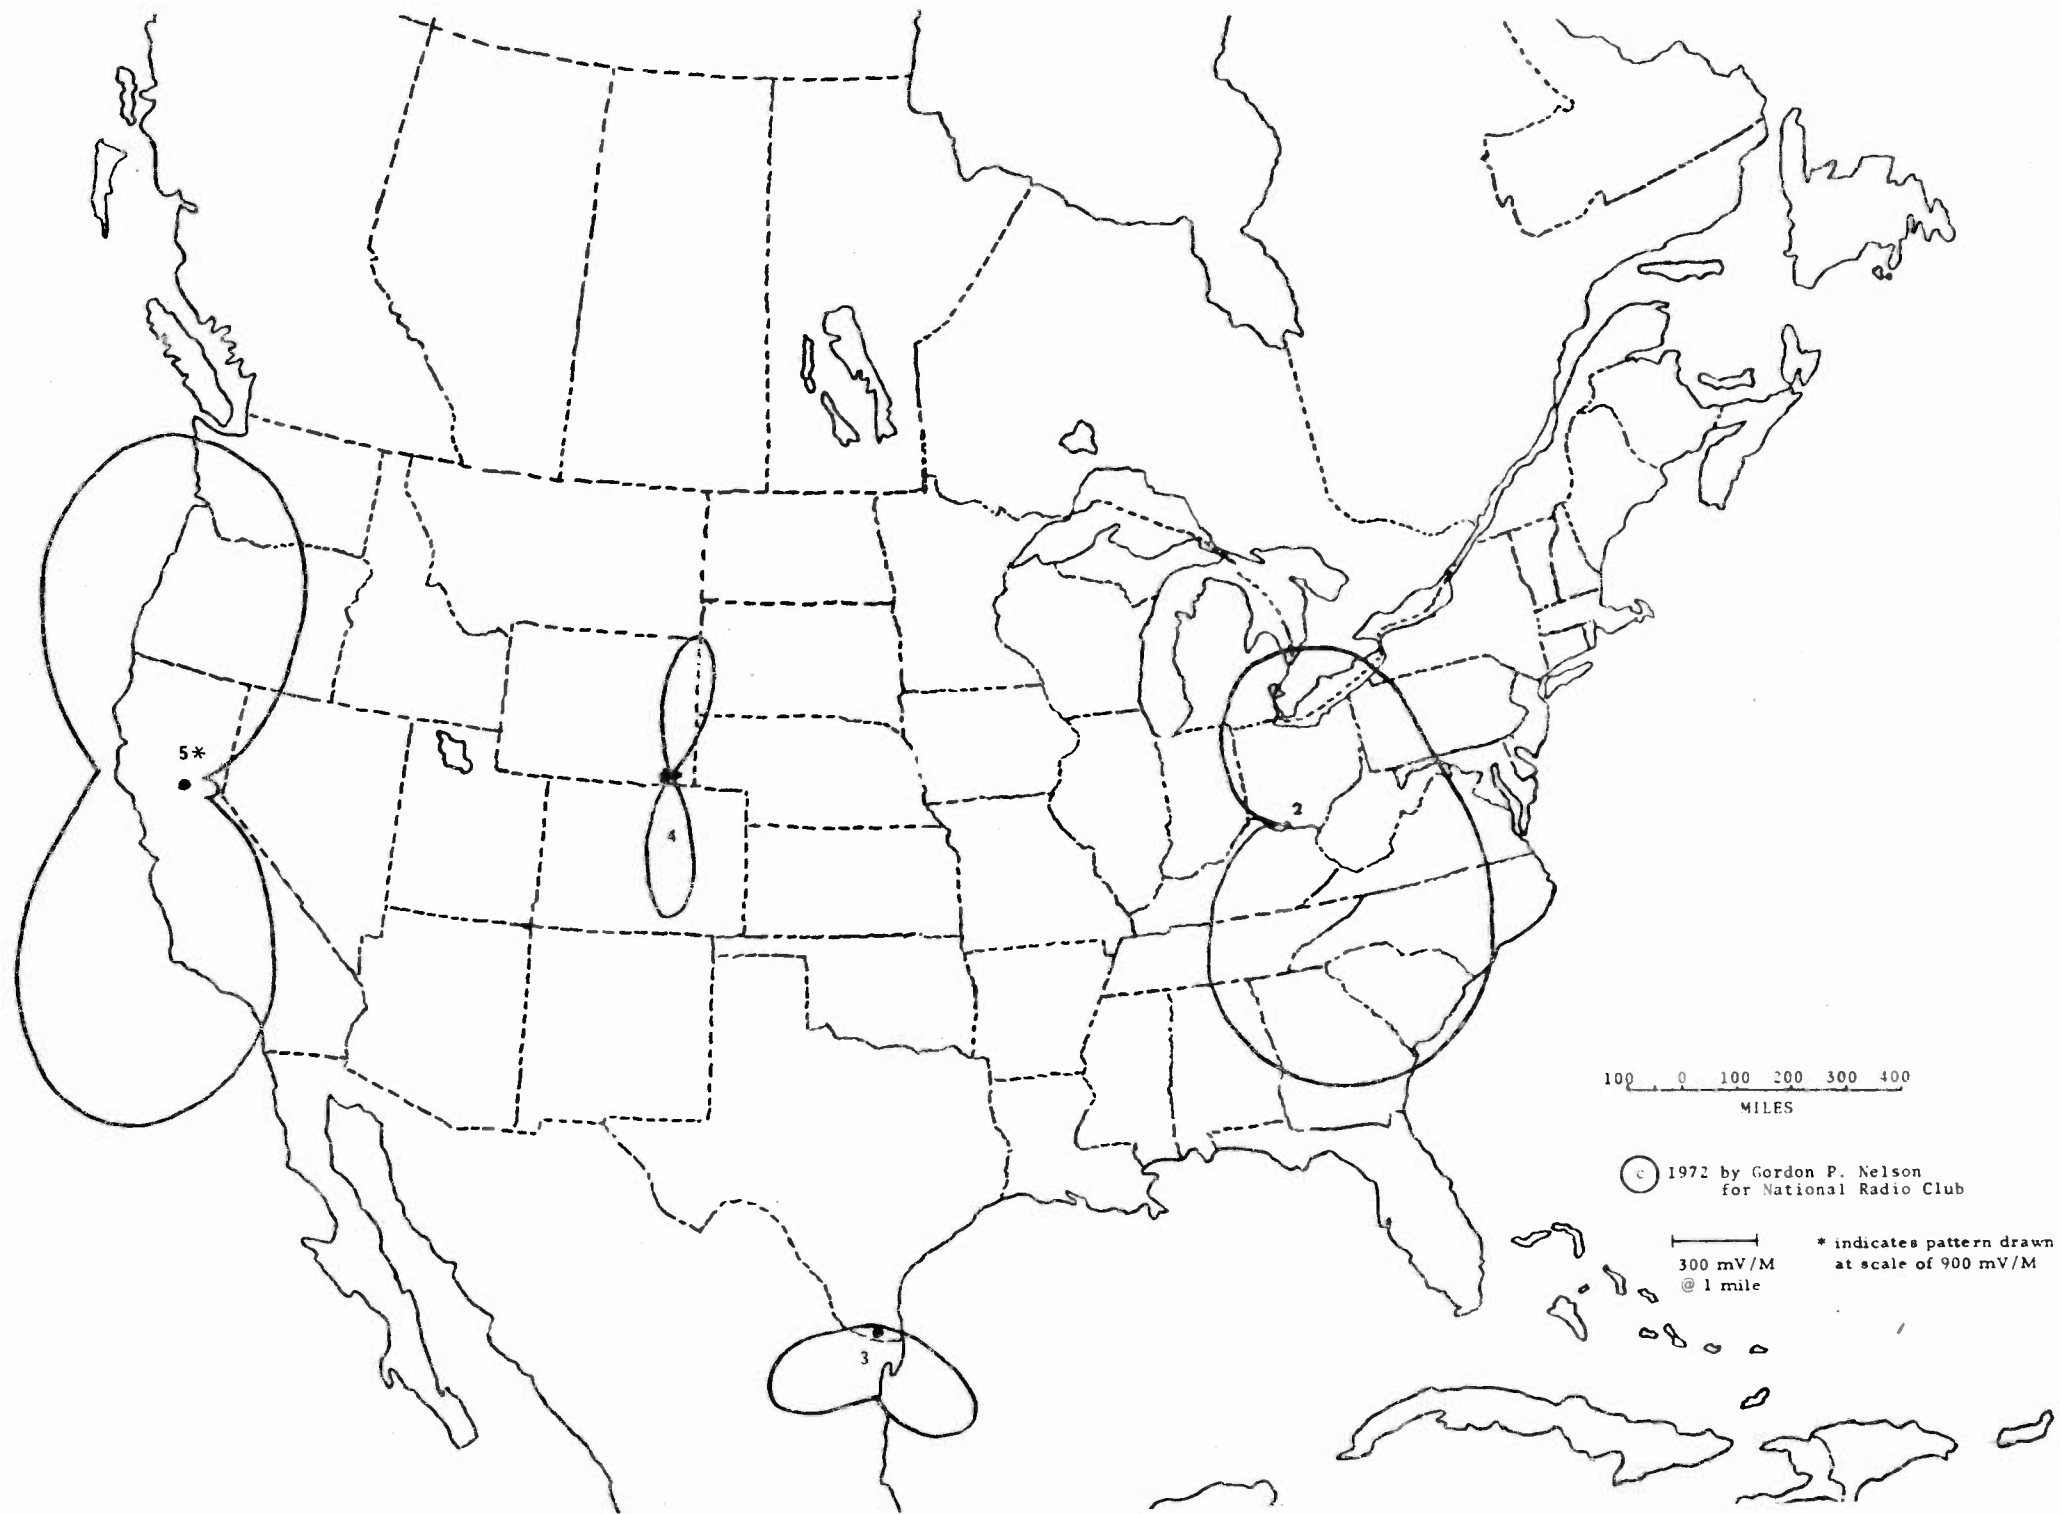 5*
4
2
3
100 0 100 200 300 400
MILES
c 1972 by Gordon P. Nelson
for National Radio Club
300 mV/M
@ 1 mile
* indicates pattern drawn
at scale of 900 mV/M